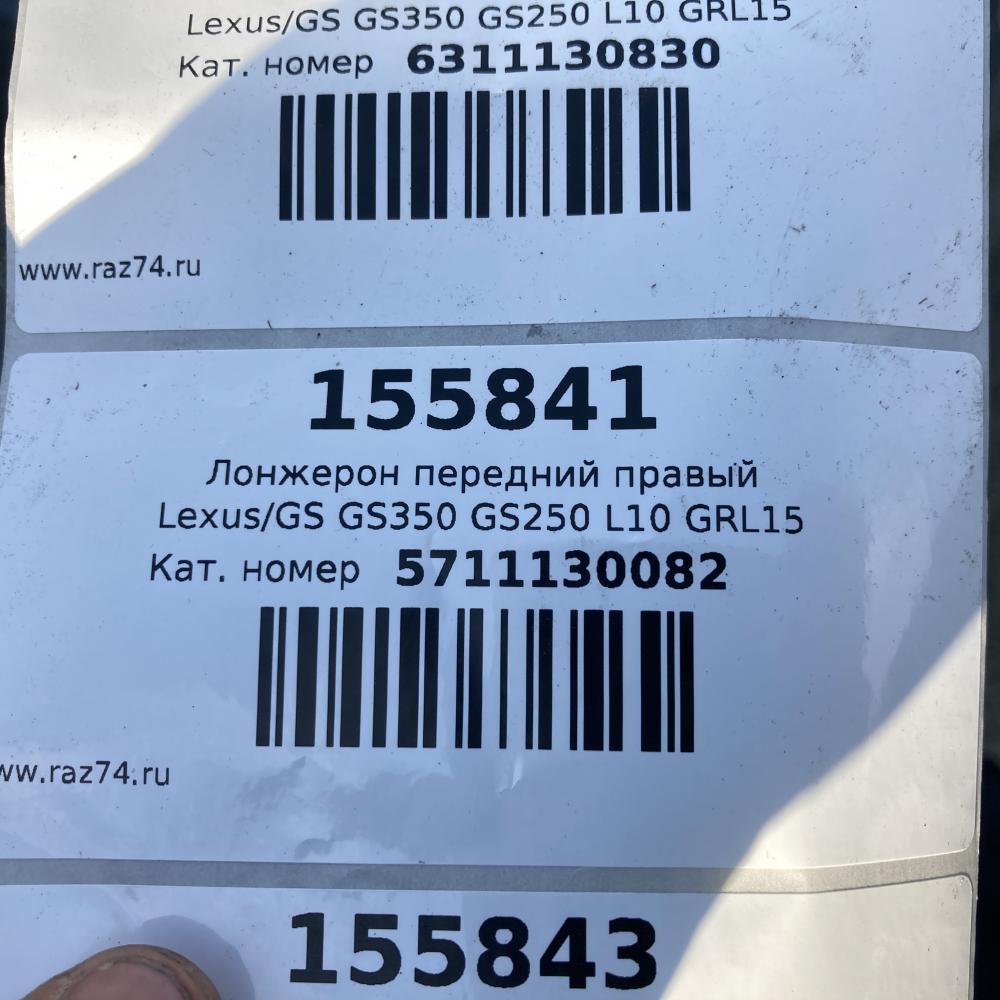 Lexus/GS GS350 GS250 L10 GRL15
Кат. номер 6311130830
www.raz74.ru
155841
Лонжерон передний правый
Lexus/GS GS350 GS250 L10 GRL15
Кат. номер 5711130082
ww.raz74.ru
155843